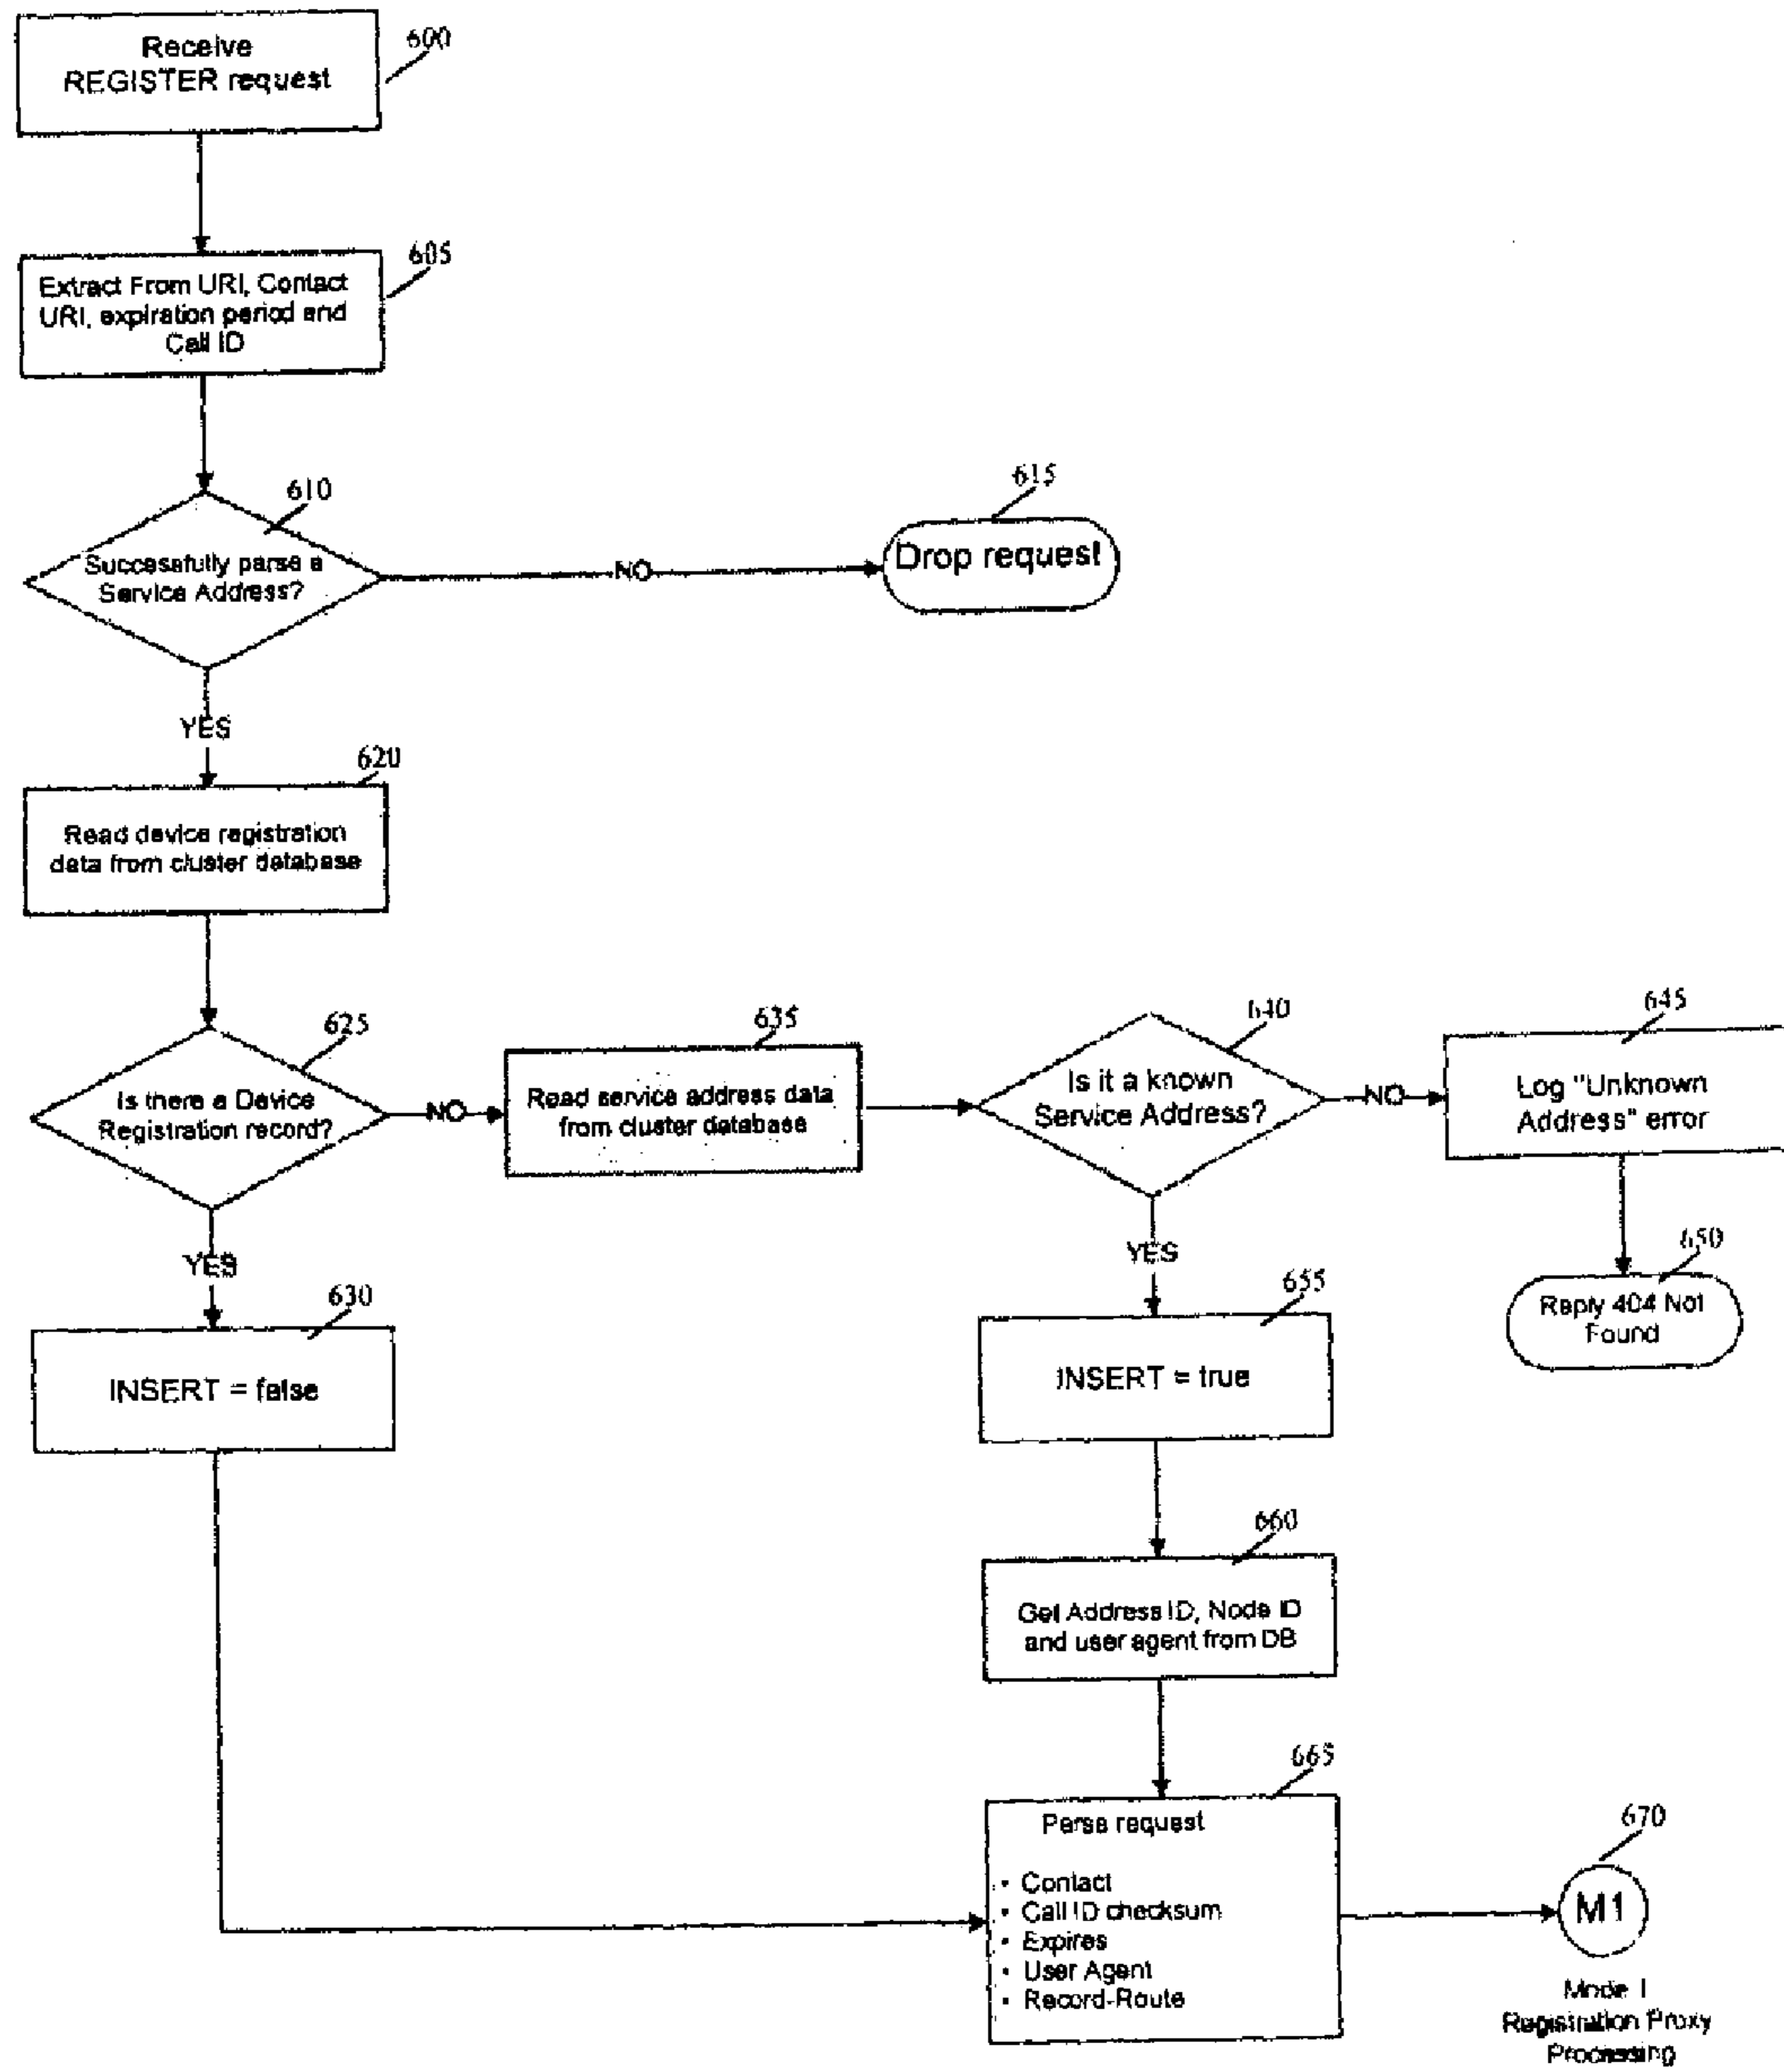 Receive
REGISTER request
600
605
Extract From URI, Contact
URI, expiration period and
Call ID
610
Successfully parse a
Service Address?
NO
615
Drop request
YES
620
Read device registration
data from cluster database
625
Is there a Device
Registration record?
NO
635
Read service address data
from cluster database
640
Is it a known
Service Address?
NO
645
Log "Unknown
Address" error
YES
630
INSERT = false
YES
655
INSERT = true
650
Reply 404 Not
Found
660
Get Address ID, Node ID
and user agent from DB
665
Parse request
• Contact
• Call ID checksum
• Expires
• User Agent
• Record-Route
670
M1
Mode 1
Registration Proxy
Processing